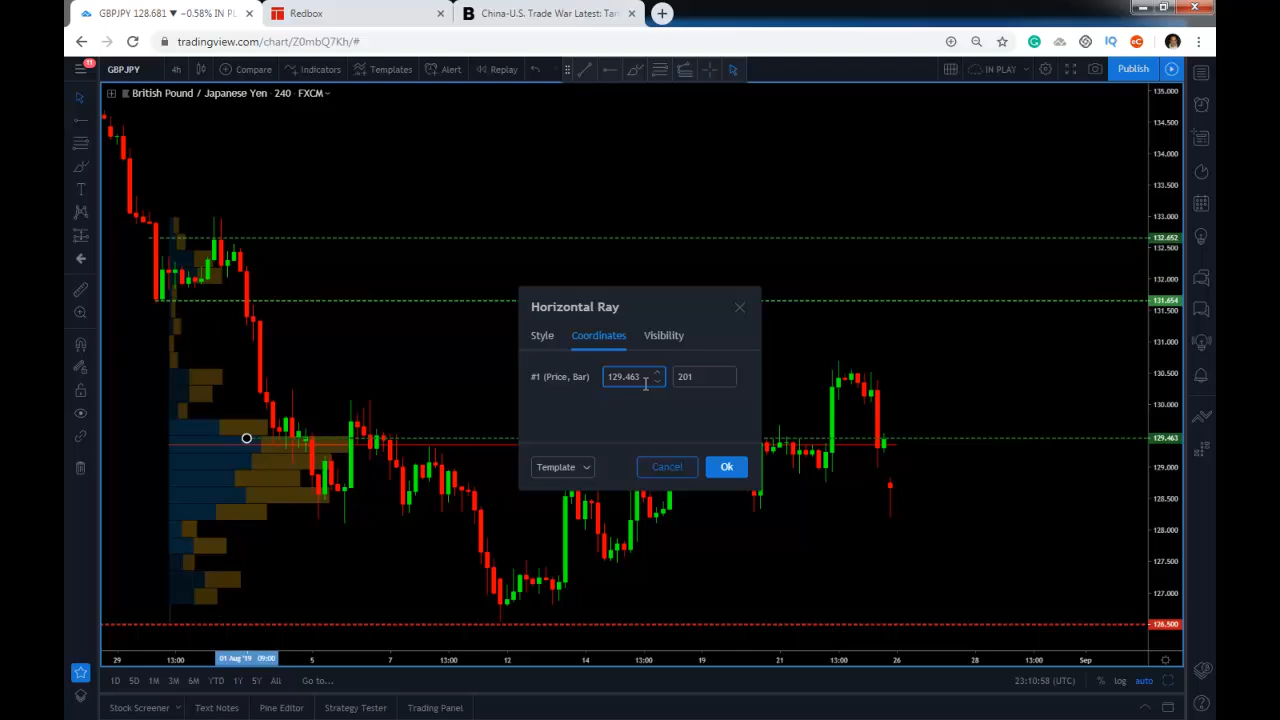 GBPJPY 128.681 ▼ −0.58% IN PL
Redbox
China-U.S. Trade War Latest: Tar
tradingview.com/chart/Z0mbQ7Kh/#
11
GBPJPY 4h Compare Indicators Templates Alert Replay IN PLAY Publish
British Pound / Japanese Yen · 240 · FXCM
135.000
134.500
134.000
133.500
133.000
132.652
132.500
132.000
131.654
131.500
131.000
130.500
130.000
129.463
129.000
128.500
128.000
127.500
127.000
126.500
Horizontal Ray
Style Coordinates Visibility
#1 (Price, Bar) 129.463 201
Template Cancel Ok
29 13:00 01 Aug '19 09:00 5 7 13:00 12 14 13:00 19 21 13:00 26 28 13:00 Sep
1D 5D 1M 3M 6M YTD 1Y 5Y All Go to... 23:10:58 (UTC) % log auto
Stock Screener Text Notes Pine Editor Strategy Tester Trading Panel